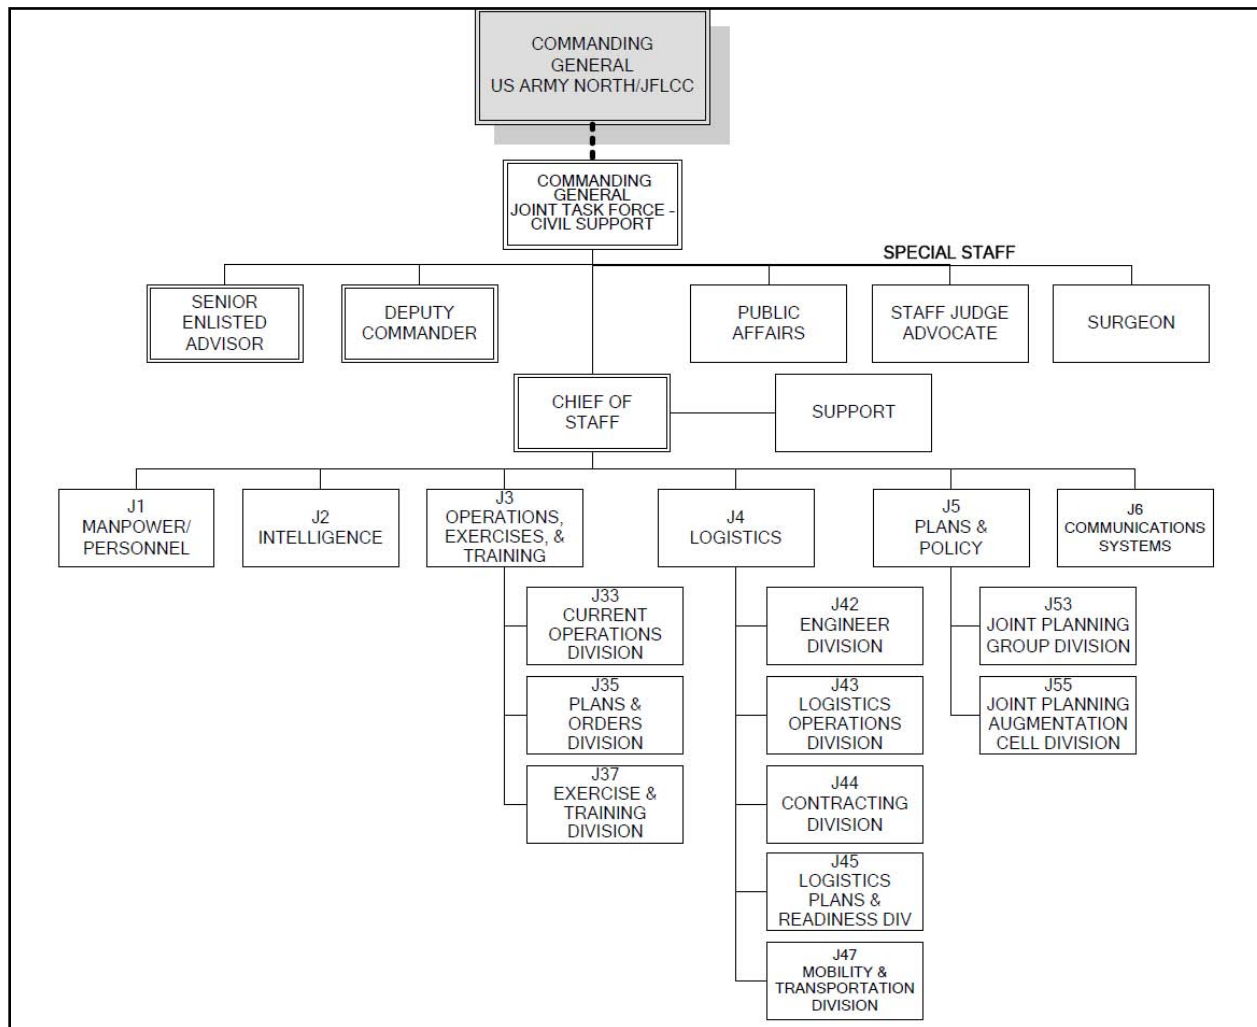 COMMANDING
GENERAL
US ARMY NORTH/JFLCC
COMMANDING
GENERAL
JOINT TASK FORCE -
CIVIL SUPPORT
SPECIAL STAFF
SENIOR
ENLISTED
ADVISOR
DEPUTY
COMMANDER
PUBLIC
AFFAIRS
STAFF JUDGE
ADVOCATE
SURGEON
CHIEF OF
STAFF
SUPPORT
J1
MANPOWER/
PERSONNEL
J2
INTELLIGENCE
J3
OPERATIONS,
EXERCISES, &
TRAINING
J4
LOGISTICS
J5
PLANS &
POLICY
J6
COMMUNICATIONS
SYSTEMS
J33
CURRENT
OPERATIONS
DIVISION
J35
PLANS &
ORDERS
DIVISION
J37
EXERCISE &
TRAINING
DIVISION
J42
ENGINEER
DIVISION
J43
LOGISTICS
OPERATIONS
DIVISION
J44
CONTRACTING
DIVISION
J45
LOGISTICS
PLANS &
READINESS DIV
J47
MOBILITY &
TRANSPORTATION
DIVISION
J53
JOINT PLANNING
GROUP DIVISION
J55
JOINT PLANNING
AUGMENTATION
CELL DIVISION